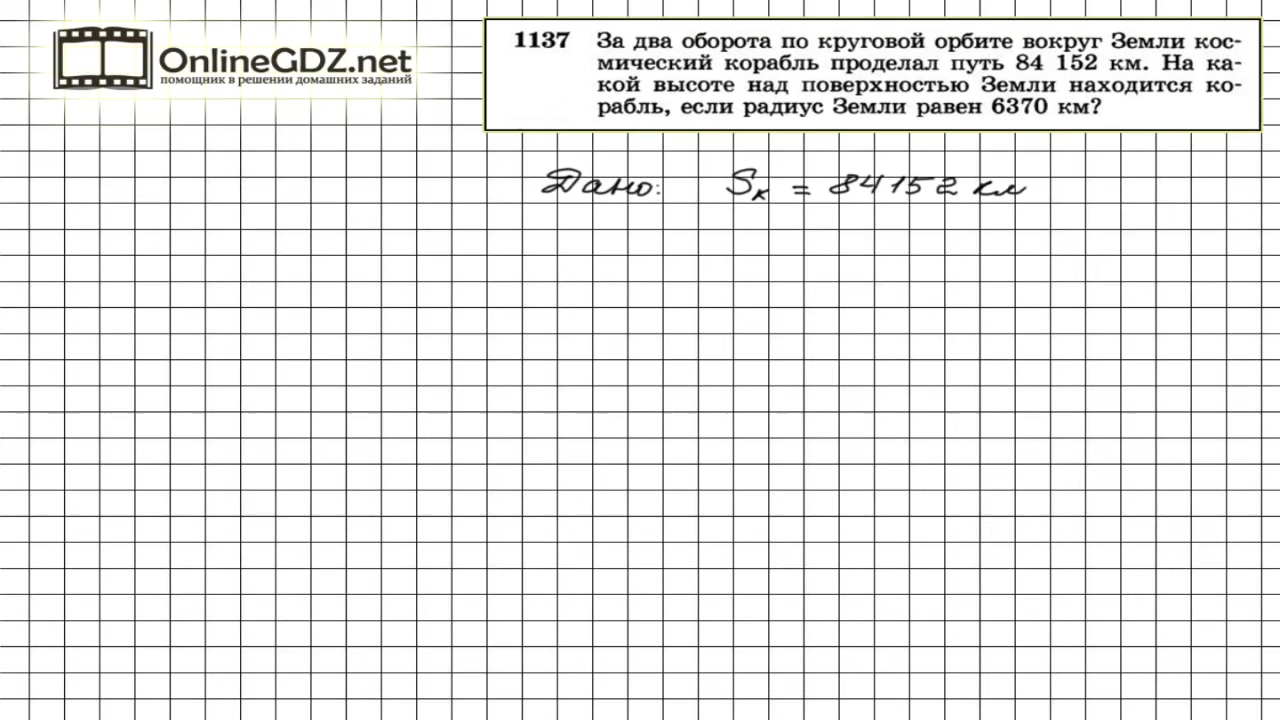 OnlineGDZ.net
помощник в решении домашних заданий
1137 За два оборота по круговой орбите вокруг Земли кос-
мический корабль проделал путь 84 152 км. На ка-
кой высоте над поверхностью Земли находится ко-
рабль, если радиус Земли равен 6370 км?
Дано: Sк = 84152 км